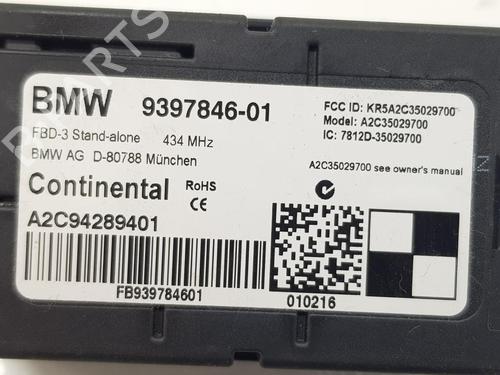 BMW 9397846-01
FCC ID: KR5A2C35029700
Model: A2C35029700
IC: 7812D-35029700
FBD-3 Stand-alone 434 MHz
BMW AG D-80788 München
A2C35029700 see owner's manual
Continental RoHS
CE
A2C94289401
FB939784601
010216